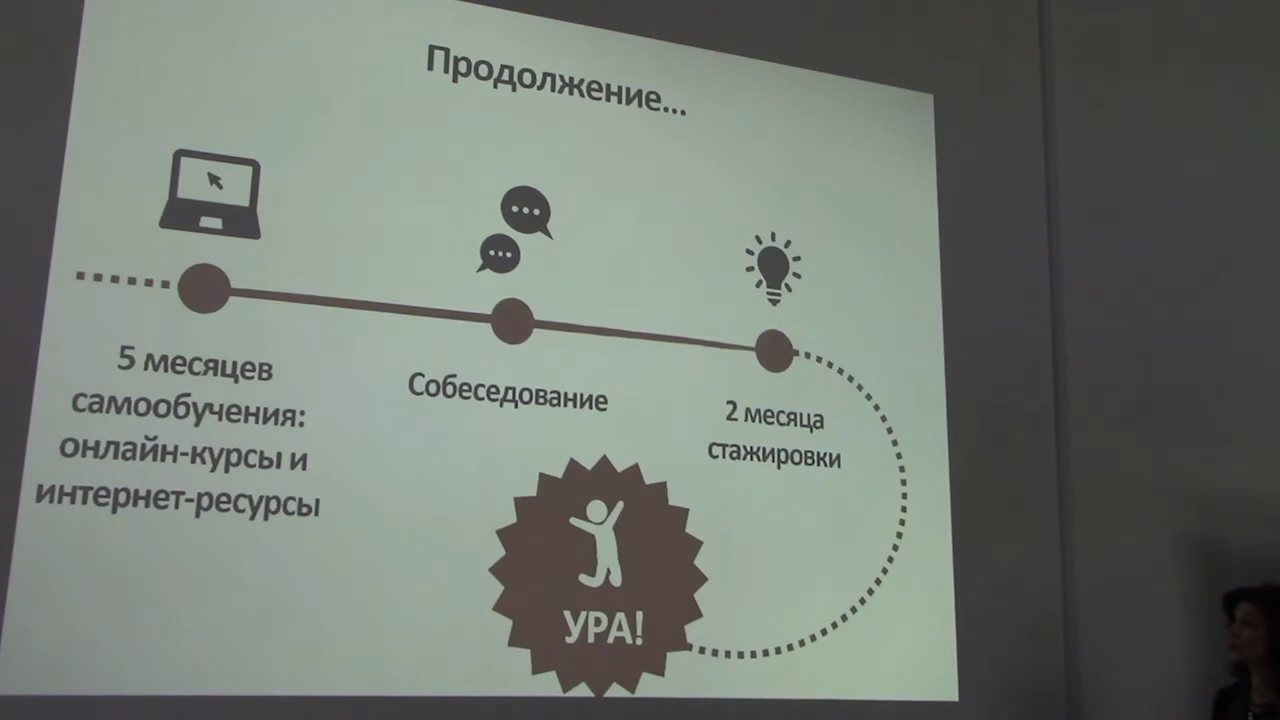 Продолжение...
5 месяцев
самообучения:
онлайн-курсы и
интернет-ресурсы
Собеседование
2 месяца
стажировки
УРА!